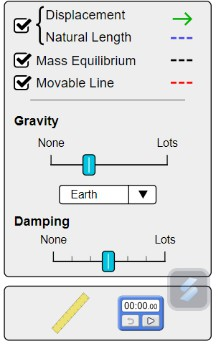 Displacement
Natural Length
Mass Equilibrium
Movable Line
Gravity
None Lots
Earth
Damping
None Lots
00:00.00